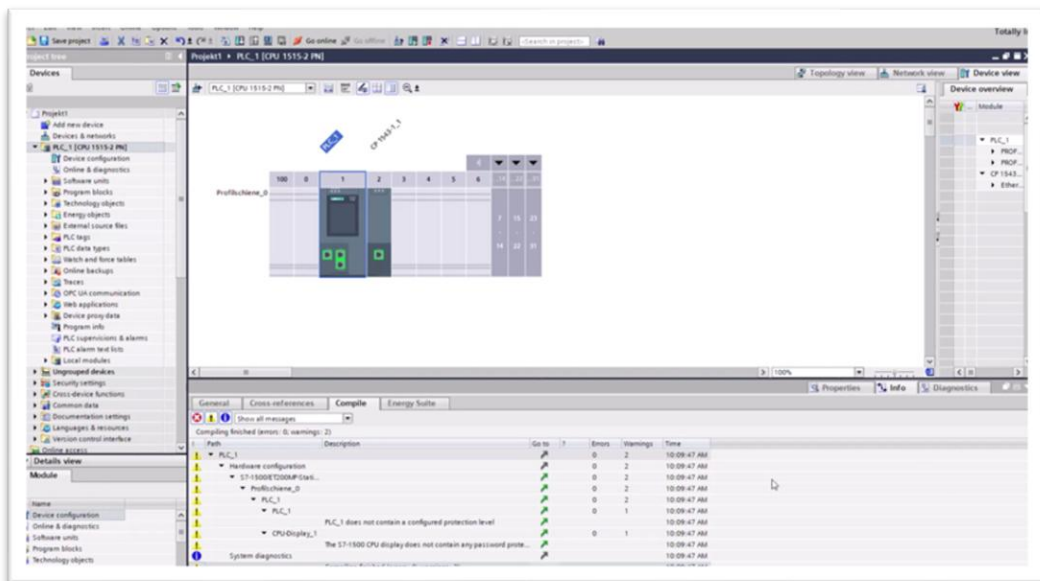 Totally
Save project
Go online
Go offline
<Search in project>
Project tree
Projekt1 ▸ PLC_1 [CPU 1515-2 PN]
Devices
Topology view
Network view
Device view
PLC_1 [CPU 1515-2 PN]
Device overview
Module
Projekt1
Add new device
Devices & networks
PLC_1 [CPU 1515-2 PN]
Device configuration
Online & diagnostics
Software units
Program blocks
Technology objects
Energy objects
External source files
PLC tags
PLC data types
Watch and force tables
Online backups
Traces
OPC UA communication
Web applications
Device proxy data
Program info
PLC supervisions & alarms
PLC alarm text lists
Local modules
Ungrouped devices
Security settings
Cross-device functions
Common data
Documentation settings
Languages & resources
Version control interface
Online access
PLC_1
CP 1543-1_1
100 0 1 2 3 4 5 6
Profilschiene_0
7 15 23
14 22 31
PLC_1
PROF...
PROF...
CP 1543...
Ether...
100%
Properties
Info
Diagnostics
General
Cross-references
Compile
Energy Suite
Show all messages
Compiling finished (errors: 0; warnings: 2)
! Path Description Go to ? Errors Warnings Time
PLC_1 0 2 10:09:47 AM
Hardware configuration 0 2 10:09:47 AM
S7-1500/ET200MP-Stati... 0 2 10:09:47 AM
Profilschiene_0 0 2 10:09:47 AM
PLC_1 0 2 10:09:47 AM
PLC_1 0 1 10:09:47 AM
PLC_1 does not contain a configured protection level 10:09:47 AM
CPU-Display_1 0 1 10:09:47 AM
The S7-1500 CPU display does not contain any password prote... 10:09:47 AM
System diagnostics 10:09:47 AM
Details view
Module
Name
Device configuration
Online & diagnostics
Software units
Program blocks
Technology objects